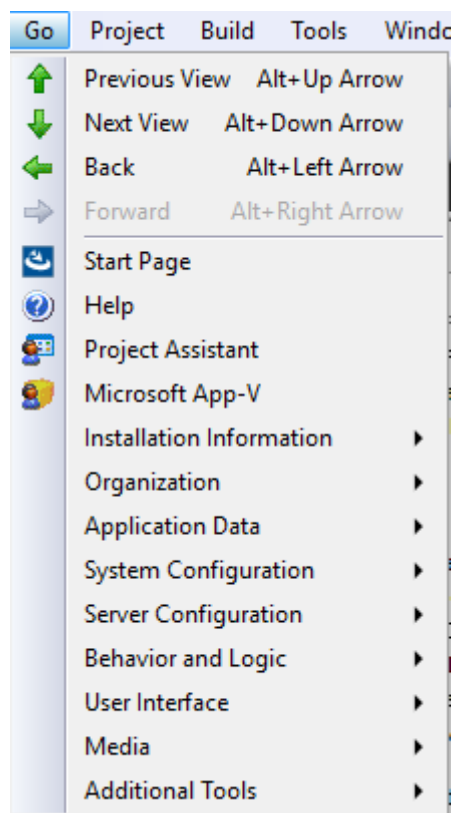 Go Project Build Tools Windo
Previous View Alt+Up Arrow
Next View Alt+Down Arrow
Back Alt+Left Arrow
Forward Alt+Right Arrow
Start Page
Help
Project Assistant
Microsoft App-V
Installation Information
Organization
Application Data
System Configuration
Server Configuration
Behavior and Logic
User Interface
Media
Additional Tools